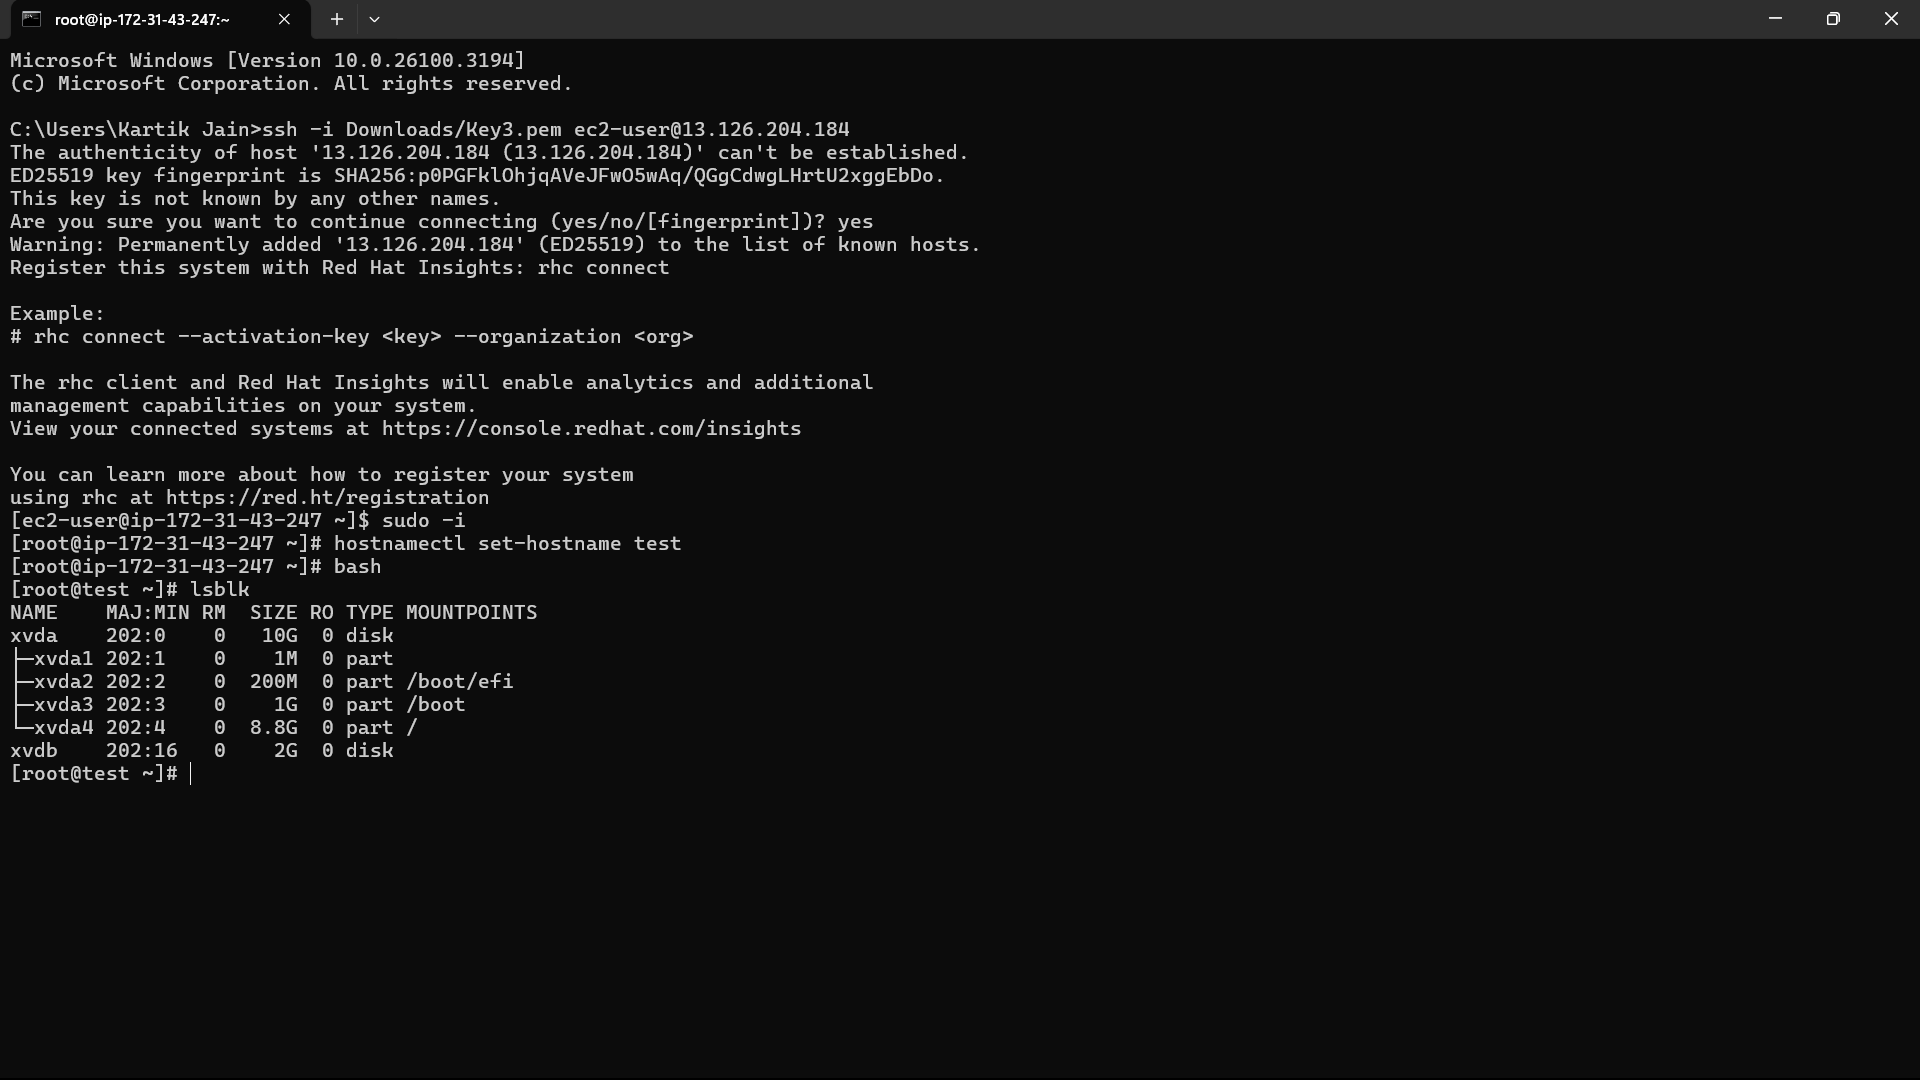 root@ip-172-31-43-247:~
Microsoft Windows [Version 10.0.26100.3194]
(c) Microsoft Corporation. All rights reserved.
C:\Users\Kartik Jain>ssh -i Downloads/Key3.pem ec2-user@13.126.204.184
The authenticity of host '13.126.204.184 (13.126.204.184)' can't be established.
ED25519 key fingerprint is SHA256:p0PGFklOhjqAVeJFwO5wAq/QGgCdwgLHrtU2xggEbDo.
This key is not known by any other names.
Are you sure you want to continue connecting (yes/no/[fingerprint])? yes
Warning: Permanently added '13.126.204.184' (ED25519) to the list of known hosts.
Register this system with Red Hat Insights: rhc connect
Example:
# rhc connect --activation-key <key> --organization <org>
The rhc client and Red Hat Insights will enable analytics and additional
management capabilities on your system.
View your connected systems at https://console.redhat.com/insights
You can learn more about how to register your system
using rhc at https://red.ht/registration
[ec2-user@ip-172-31-43-247 ~]$ sudo -i
[root@ip-172-31-43-247 ~]# hostnamectl set-hostname test
[root@ip-172-31-43-247 ~]# bash
[root@test ~]# lsblk
NAME    MAJ:MIN RM  SIZE RO TYPE MOUNTPOINTS
xvda    202:0    0   10G  0 disk
├─xvda1 202:1    0    1M  0 part
├─xvda2 202:2    0  200M  0 part /boot/efi
├─xvda3 202:3    0    1G  0 part /boot
└─xvda4 202:4    0  8.8G  0 part /
xvdb    202:16   0    2G  0 disk
[root@test ~]#